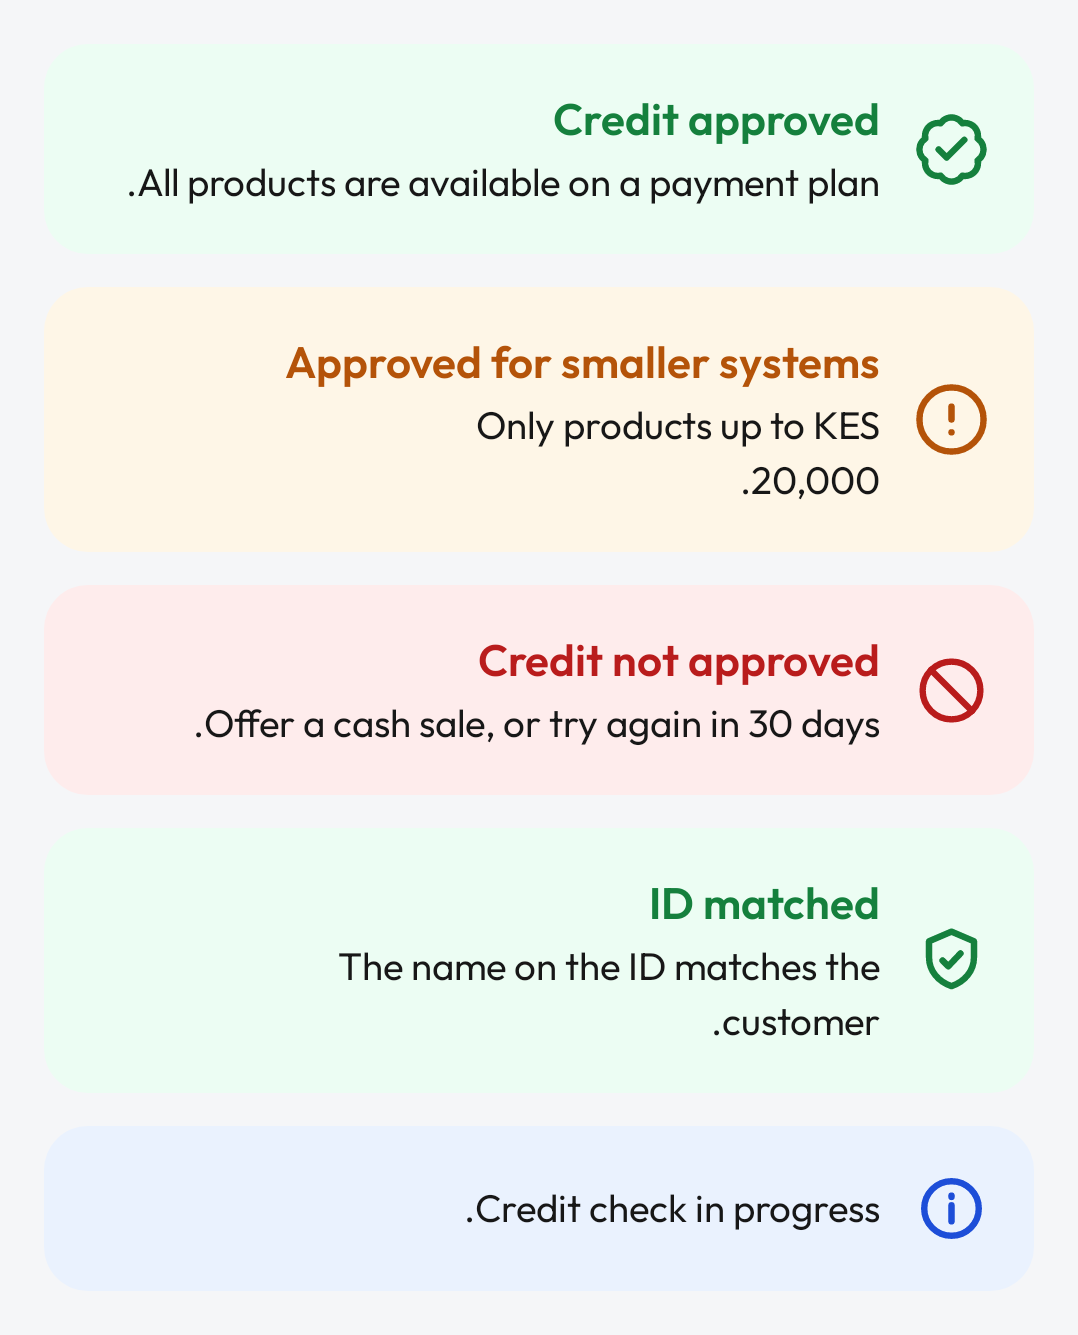 Credit approved
.All products are available on a payment plan
Approved for smaller systems
Only products up to KES
.20,000
Credit not approved
.Offer a cash sale, or try again in 30 days
ID matched
The name on the ID matches the
.customer
.Credit check in progress